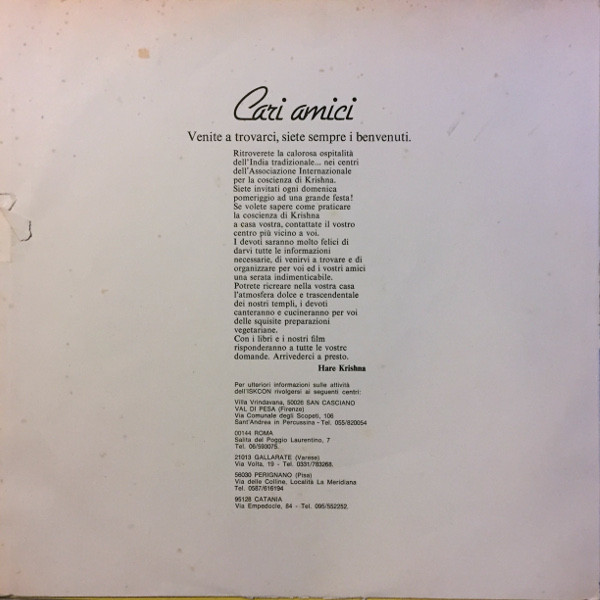 Cari amici
Venite a trovarci, siete sempre i benvenuti.
Ritroverete la calorosa ospitalità
dell'India tradizionale... nei centri
dell'Associazione Internazionale
per la coscienza di Krishna.
Siete invitati ogni domenica
pomeriggio ad una grande festa!
Se volete sapere come praticare
la coscienza di Krishna
a casa vostra, contattate il vostro
centro più vicino a voi.
I devoti saranno molto felici di
darvi tutte le informazioni
necessarie, di venirvi a trovare e di
organizzare per voi ed i vostri amici
una serata indimenticabile.
Potrete ricreare nella vostra casa
l'atmosfera dolce e trascendentale
dei nostri templi, i devoti
canteranno e cucineranno per voi
delle squisite preparazioni
vegetariane.
Con i libri e i nostri film
risponderanno a tutte le vostre
domande. Arrivederci a presto.
Hare Krishna
Per ulteriori informazioni sulle attività
dell'ISKCON rivolgersi ai seguenti centri:
Villa Vrindavana, 50026 SAN CASCIANO
VAL DI PESA (Firenze)
Via Comunale degli Scopeti, 106
Sant'Andrea in Percussina - Tel. 055/820054
00144 ROMA
Salita del Poggio Laurentino, 7
Tel. 06/593075.
21013 GALLARATE (Varese)
Via Volta, 19 - Tel. 0331/783268.
56030 PERIGNANO (Pisa)
Via delle Colline, Località La Meridiana
Tel. 0587/616194
95128 CATANIA
Via Empedocle, 84 - Tel. 095/552252.